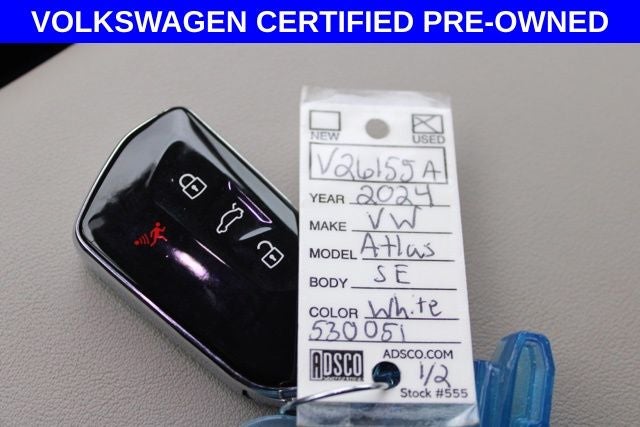 VOLKSWAGEN CERTIFIED PRE-OWNED
NEW USED
V26155A
YEAR 2024
MAKE VW
MODEL Atlas
BODY SE
COLOR White
530051
ADSCO ADSCO.COM
1/2
Stock #555